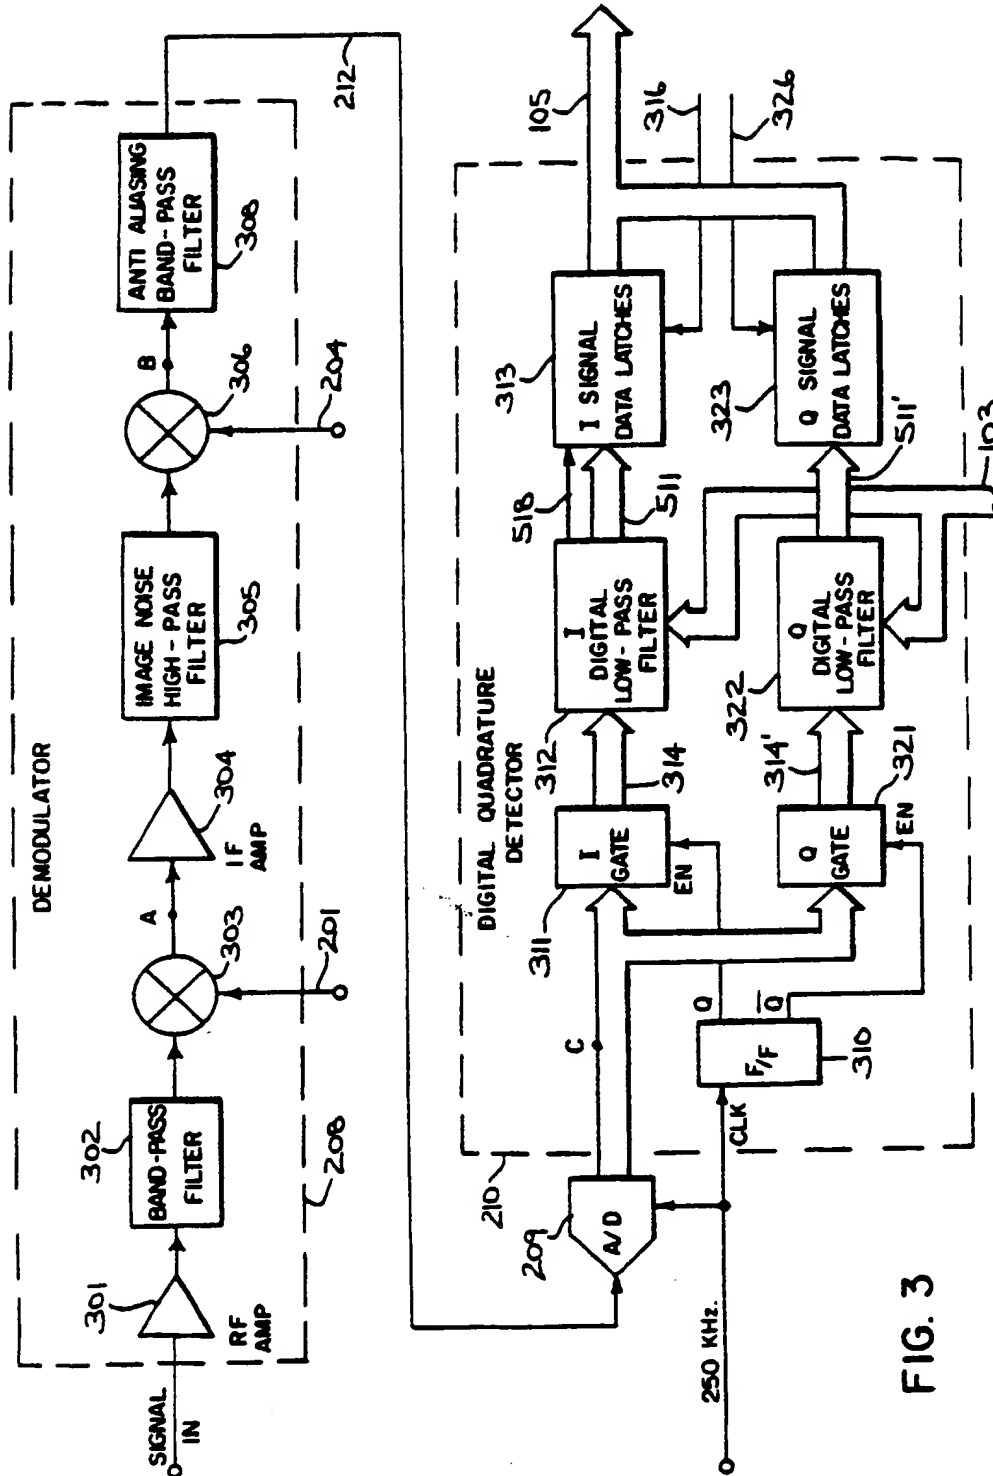 DEMODULATOR
SIGNAL
IN
301
RF
AMP
302
BAND-PASS
FILTER
208
303
201
A
304
IF
AMP
IMAGE NOISE
HIGH-PASS
FILTER
305
306
204
B
ANTI ALIASING
BAND-PASS
FILTER
308
212
DIGITAL QUADRATURE
DETECTOR
210
209
A/D
250 KHz.
CLK
F/F
310
Q
Q̅
C
311
I
GATE
EN
314
Q
GATE
EN
321
314'
312
I
DIGITAL
LOW-PASS
FILTER
518
511
322
Q
DIGITAL
LOW-PASS
FILTER
511'
103
313
I SIGNAL
DATA LATCHES
323
Q SIGNAL
DATA LATCHES
105
316
326
FIG. 3